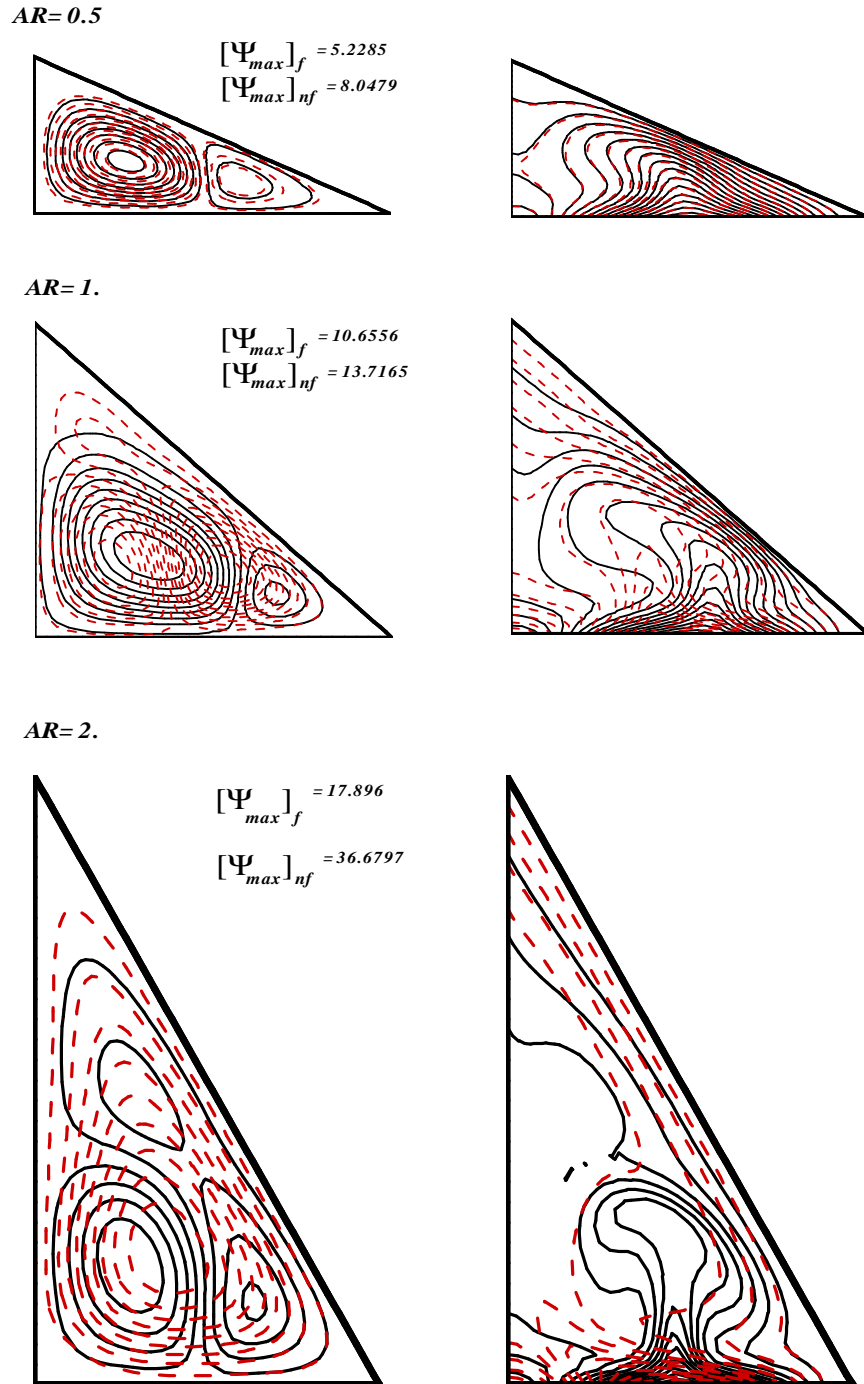 AR= 0.5
[Ψmax]f = 5.2285
[Ψmax]nf = 8.0479
AR= 1.
[Ψmax]f = 10.6556
[Ψmax]nf = 13.7165
AR= 2.
[Ψmax]f = 17.896
[Ψmax]nf = 36.6797